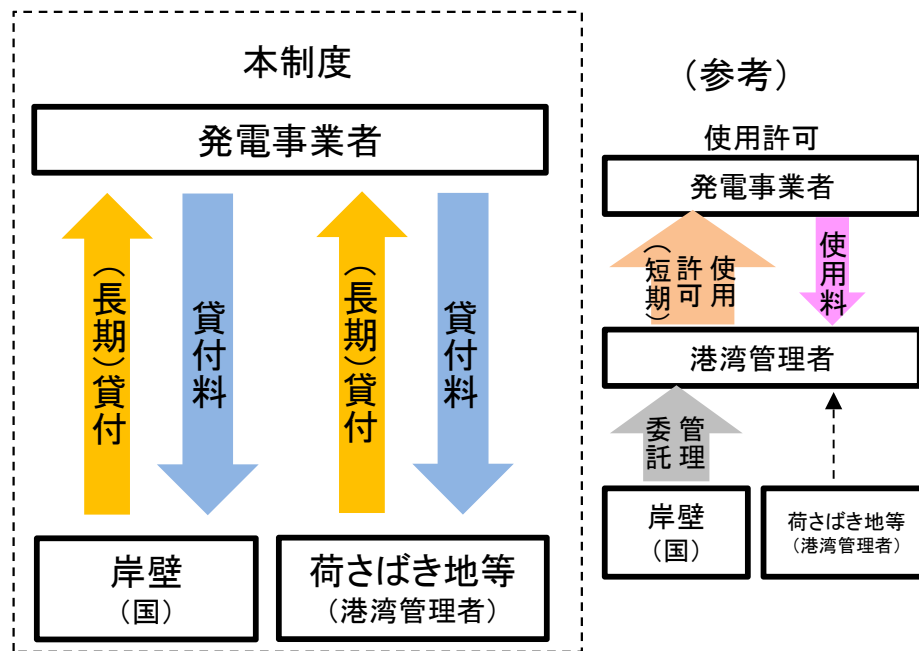 本制度
発電事業者
（長期）貸付
貸付料
（長期）貸付
貸付料
岸壁
（国）
荷さばき地等
（港湾管理者）
（参考）
使用許可
発電事業者
使用
許可
（短期）
使用料
港湾管理者
管理
委託
岸壁
（国）
荷さばき地等
（港湾管理者）